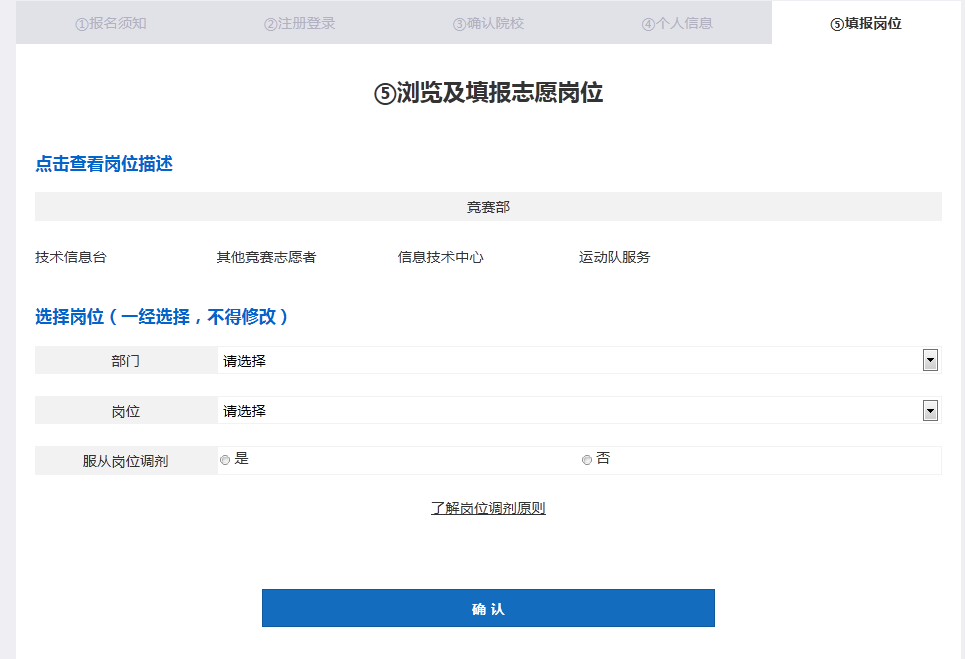 ①报名须知 ②注册登录 ③确认院校 ④个人信息 ⑤填报岗位
⑤浏览及填报志愿岗位
点击查看岗位描述
竞赛部
技术信息台 其他竞赛志愿者 信息技术中心 运动队服务
选择岗位（一经选择，不得修改）
部门 请选择
岗位 请选择
服从岗位调剂 是 否
了解岗位调剂原则
确 认